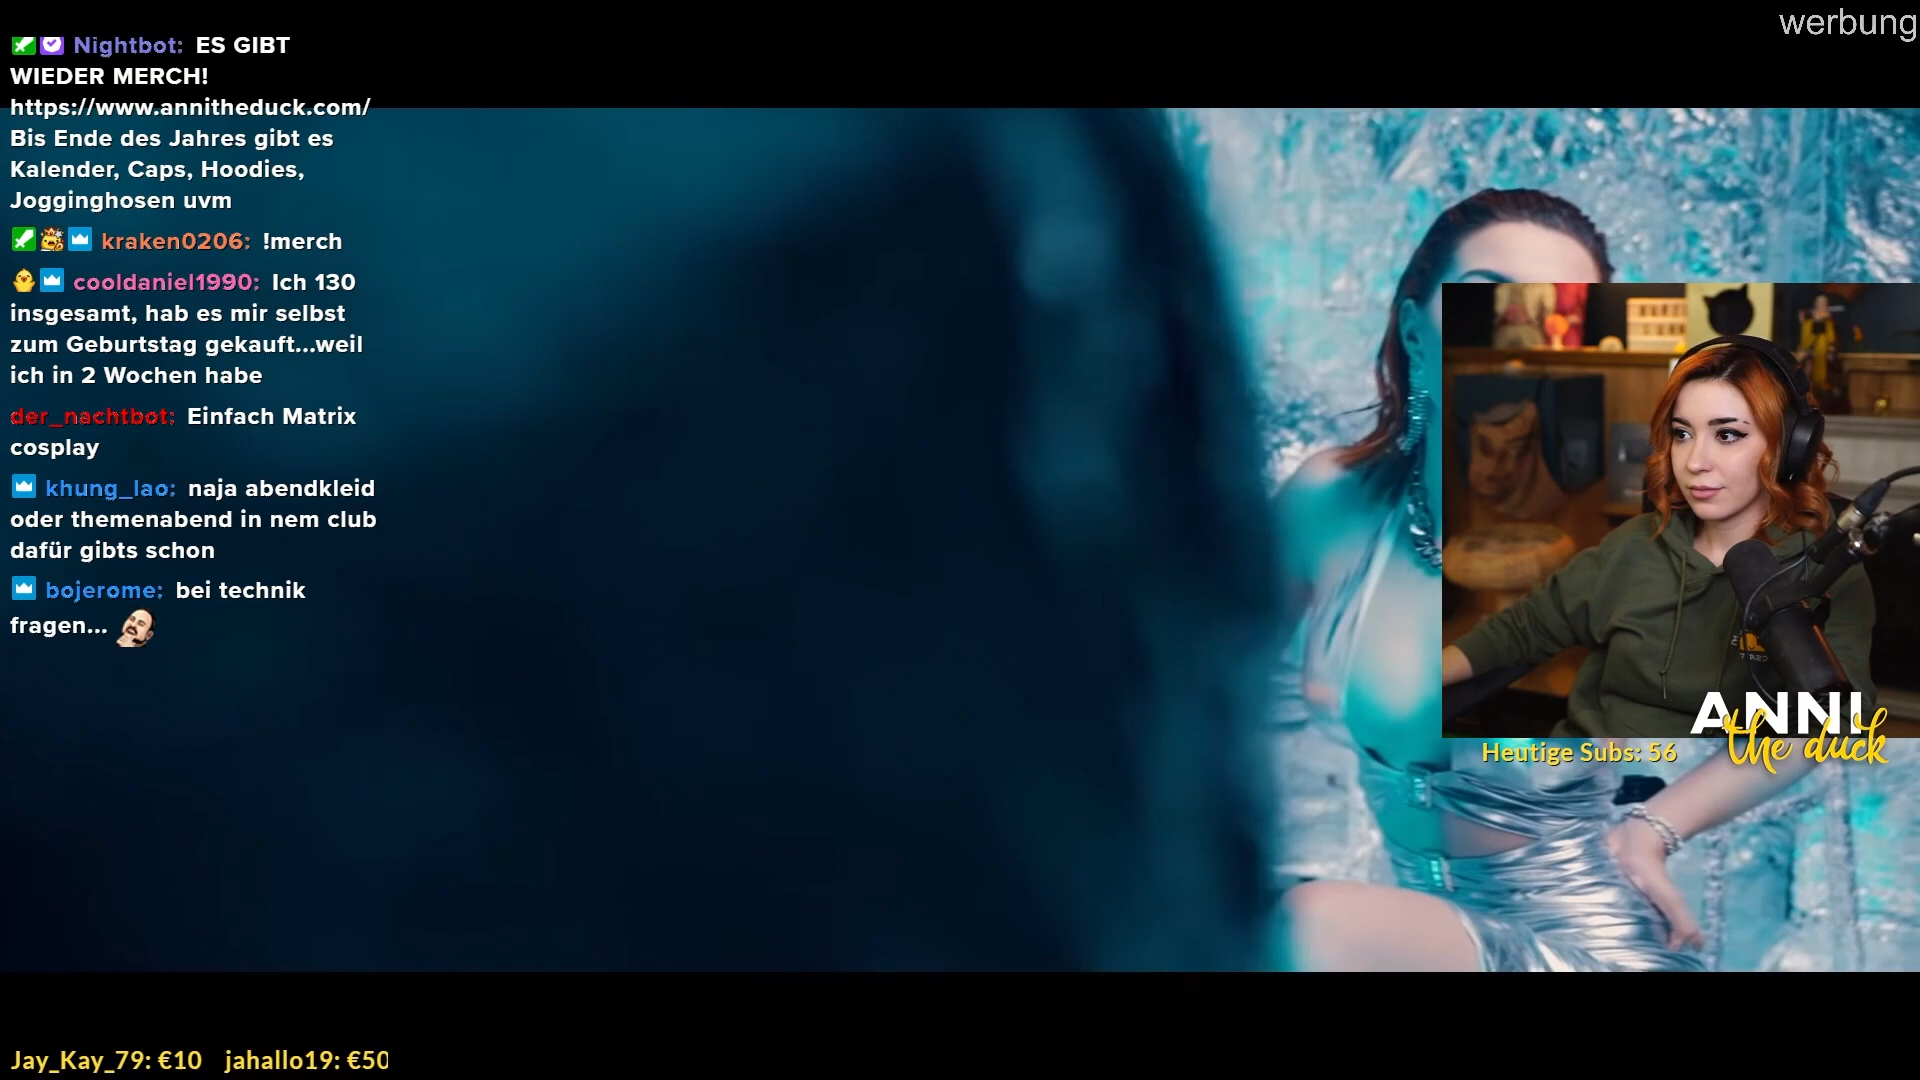 werbung
Nightbot: ES GIBT
WIEDER MERCH!
https://www.annitheduck.com/
Bis Ende des Jahres gibt es
Kalender, Caps, Hoodies,
Jogginghosen uvm
kraken0206: !merch
cooldaniel1990: Ich 130
insgesamt, hab es mir selbst
zum Geburtstag gekauft...weil
ich in 2 Wochen habe
der_nachtbot: Einfach Matrix
cosplay
khung_lao: naja abendkleid
oder themenabend in nem club
dafür gibts schon
bojerome: bei technik
fragen...
ANNI
the duck
Heutige Subs: 56
Jay_Kay_79: €10 jahallo19: €50